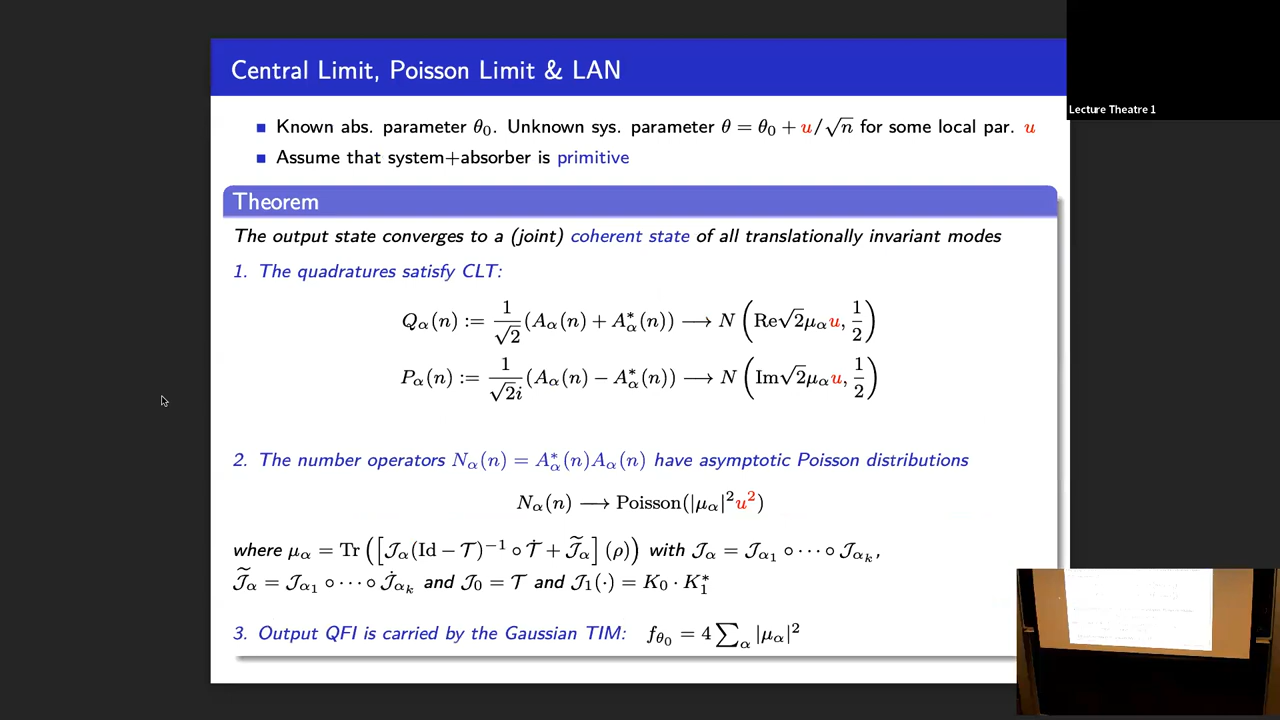 Central Limit, Poisson Limit & LAN
Lecture Theatre 1
■ Known abs. parameter θ₀. Unknown sys. parameter θ = θ₀ + u/√n for some local par. u
■ Assume that system+absorber is primitive
Theorem
The output state converges to a (joint) coherent state of all translationally invariant modes
1. The quadratures satisfy CLT:
Q_α(n) := 1/√2 (A_α(n) + A*_α(n)) ⟶ N (Re√2μ_αu, 1/2)
P_α(n) := 1/√2i (A_α(n) − A*_α(n)) ⟶ N (Im√2μ_αu, 1/2)
2. The number operators N_α(n) = A*_α(n)A_α(n) have asymptotic Poisson distributions
N_α(n) ⟶ Poisson(|μ_α|²u²)
where μ_α = Tr ([𝒥_α(Id − 𝒯)⁻¹ ∘ 𝒯̇ + 𝒥̃_α] (ρ)) with 𝒥_α = 𝒥_α₁ ∘ ⋯ ∘ 𝒥_αₖ,
𝒥̃_α = 𝒥_α₁ ∘ ⋯ ∘ 𝒥̇_αₖ and 𝒥₀ = 𝒯 and 𝒥₁(·) = K₀ · K₁*
3. Output QFI is carried by the Gaussian TIM: f_θ₀ = 4 ∑_α |μ_α|²